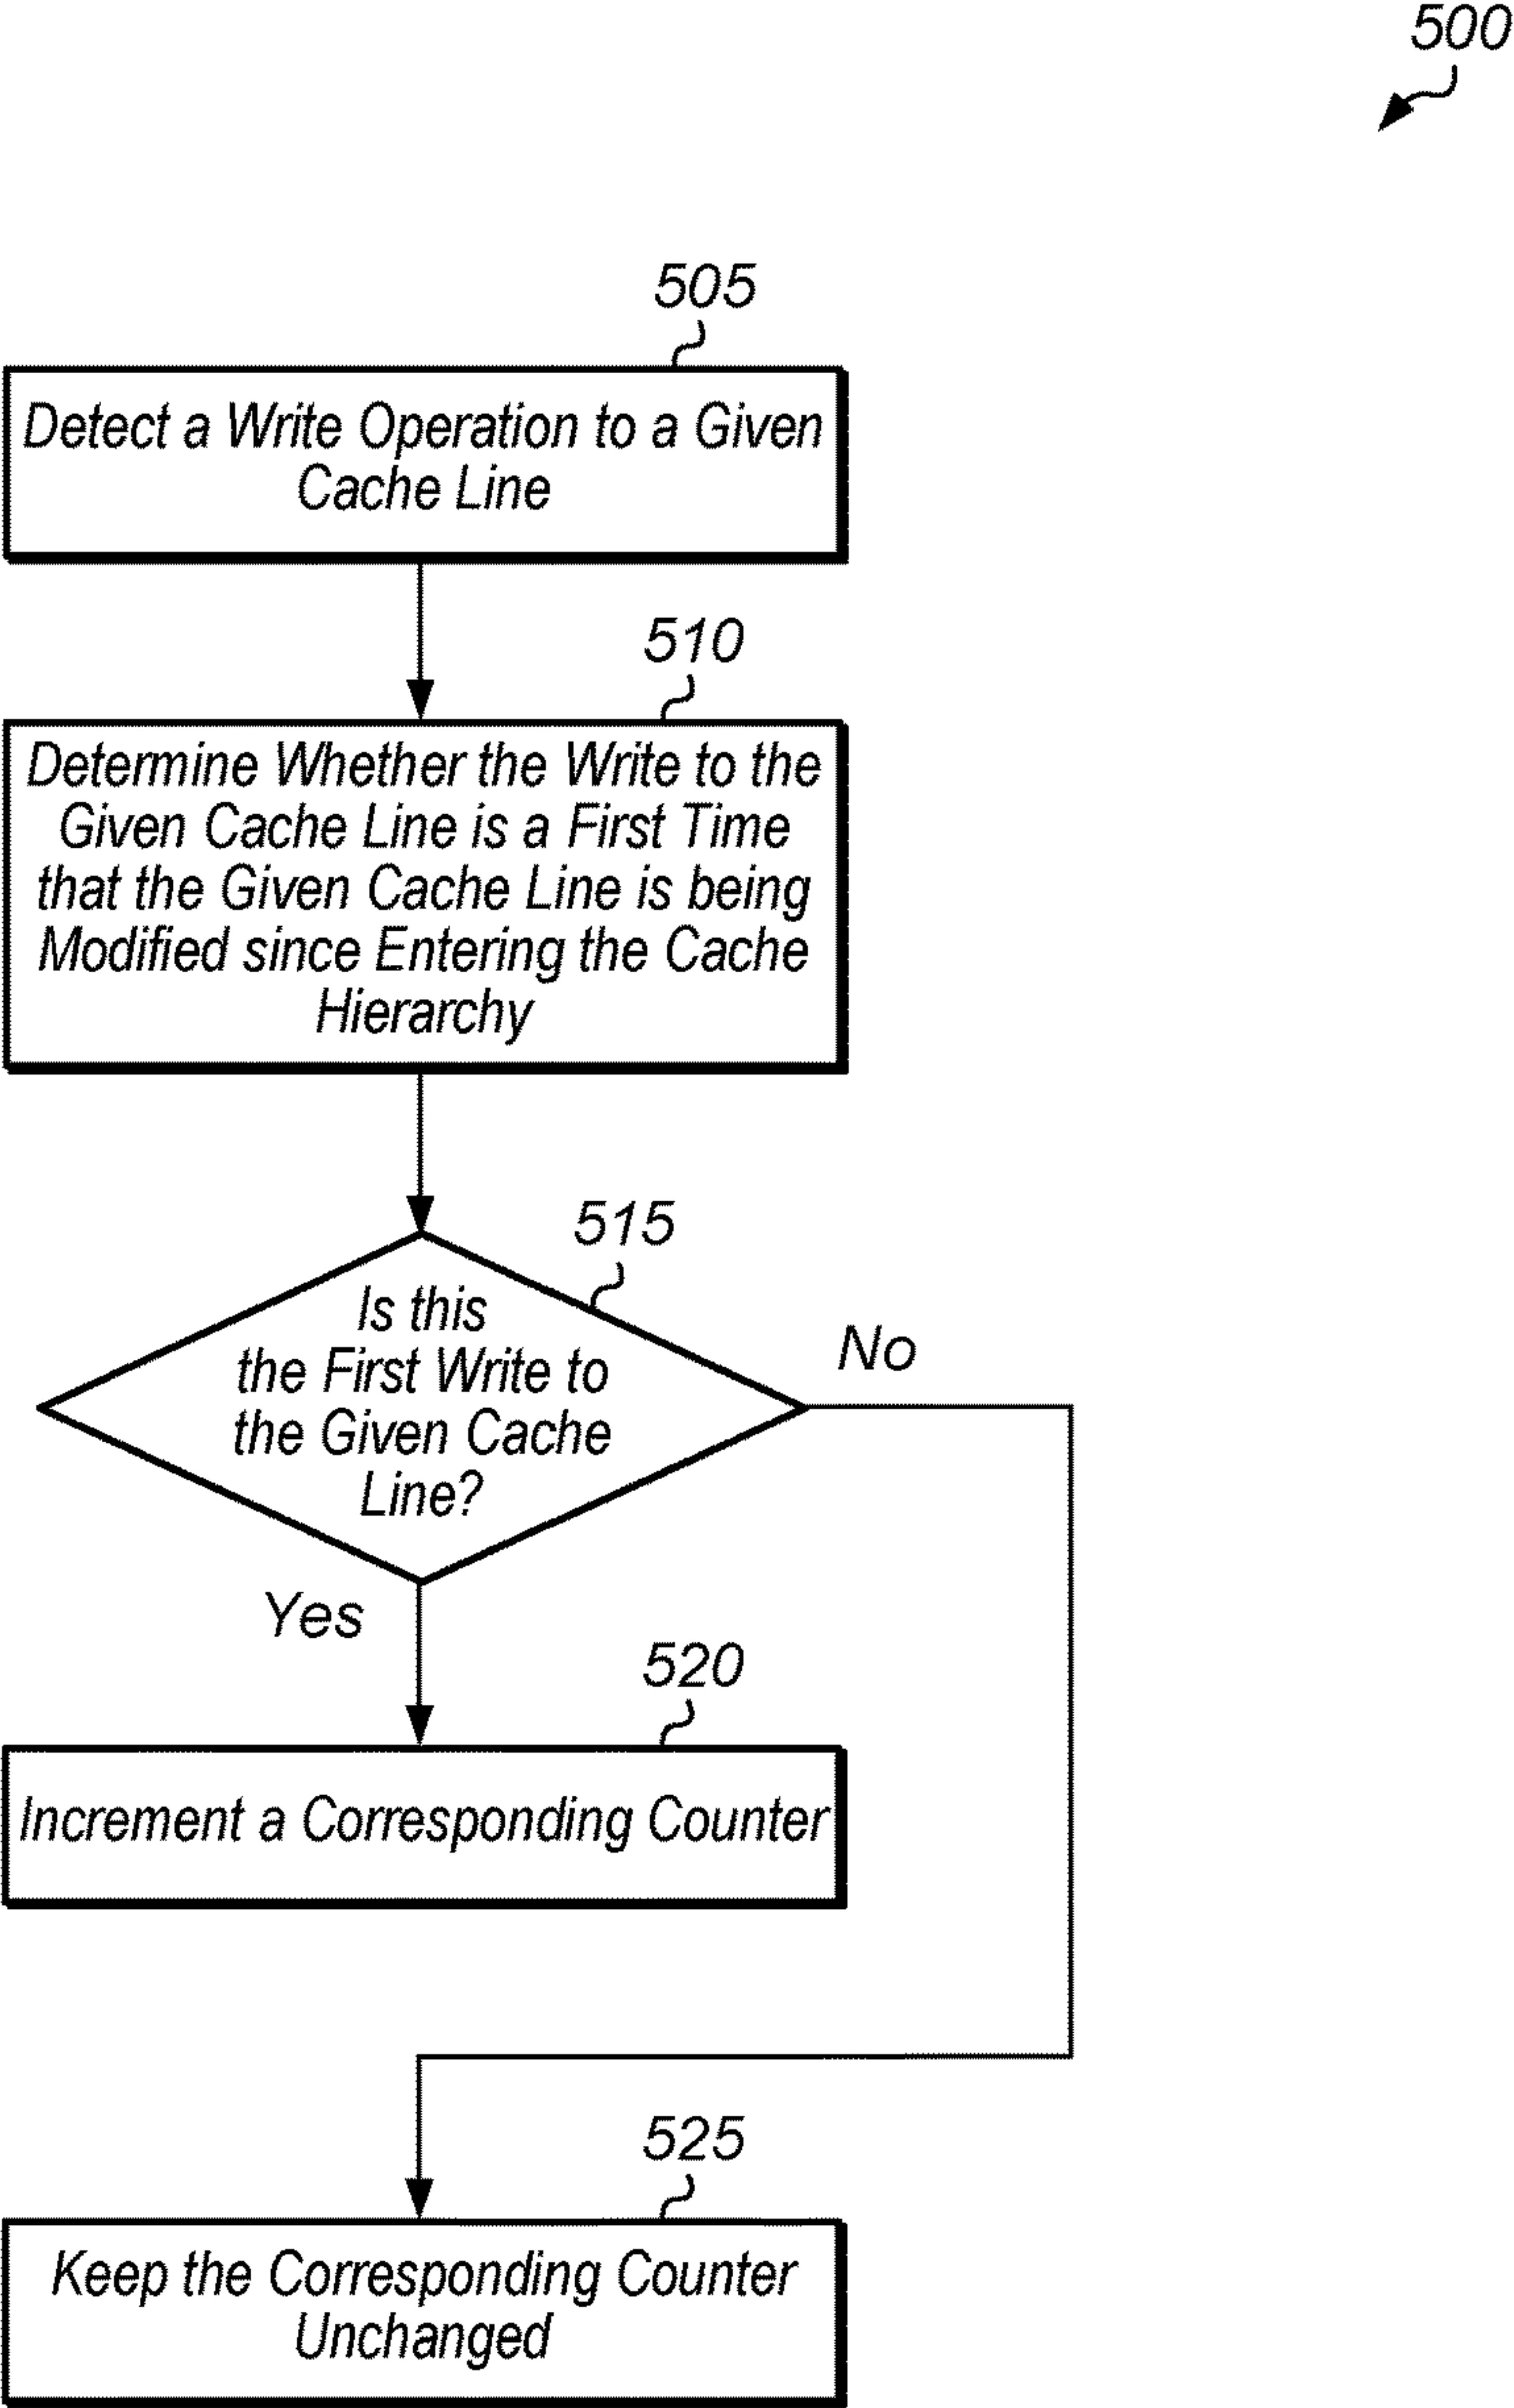 500
505
Detect a Write Operation to a Given
Cache Line
510
Determine Whether the Write to the
Given Cache Line is a First Time
that the Given Cache Line is being
Modified since Entering the Cache
Hierarchy
515
Is this
the First Write to
the Given Cache
Line?
No
Yes
520
Increment a Corresponding Counter
525
Keep the Corresponding Counter
Unchanged